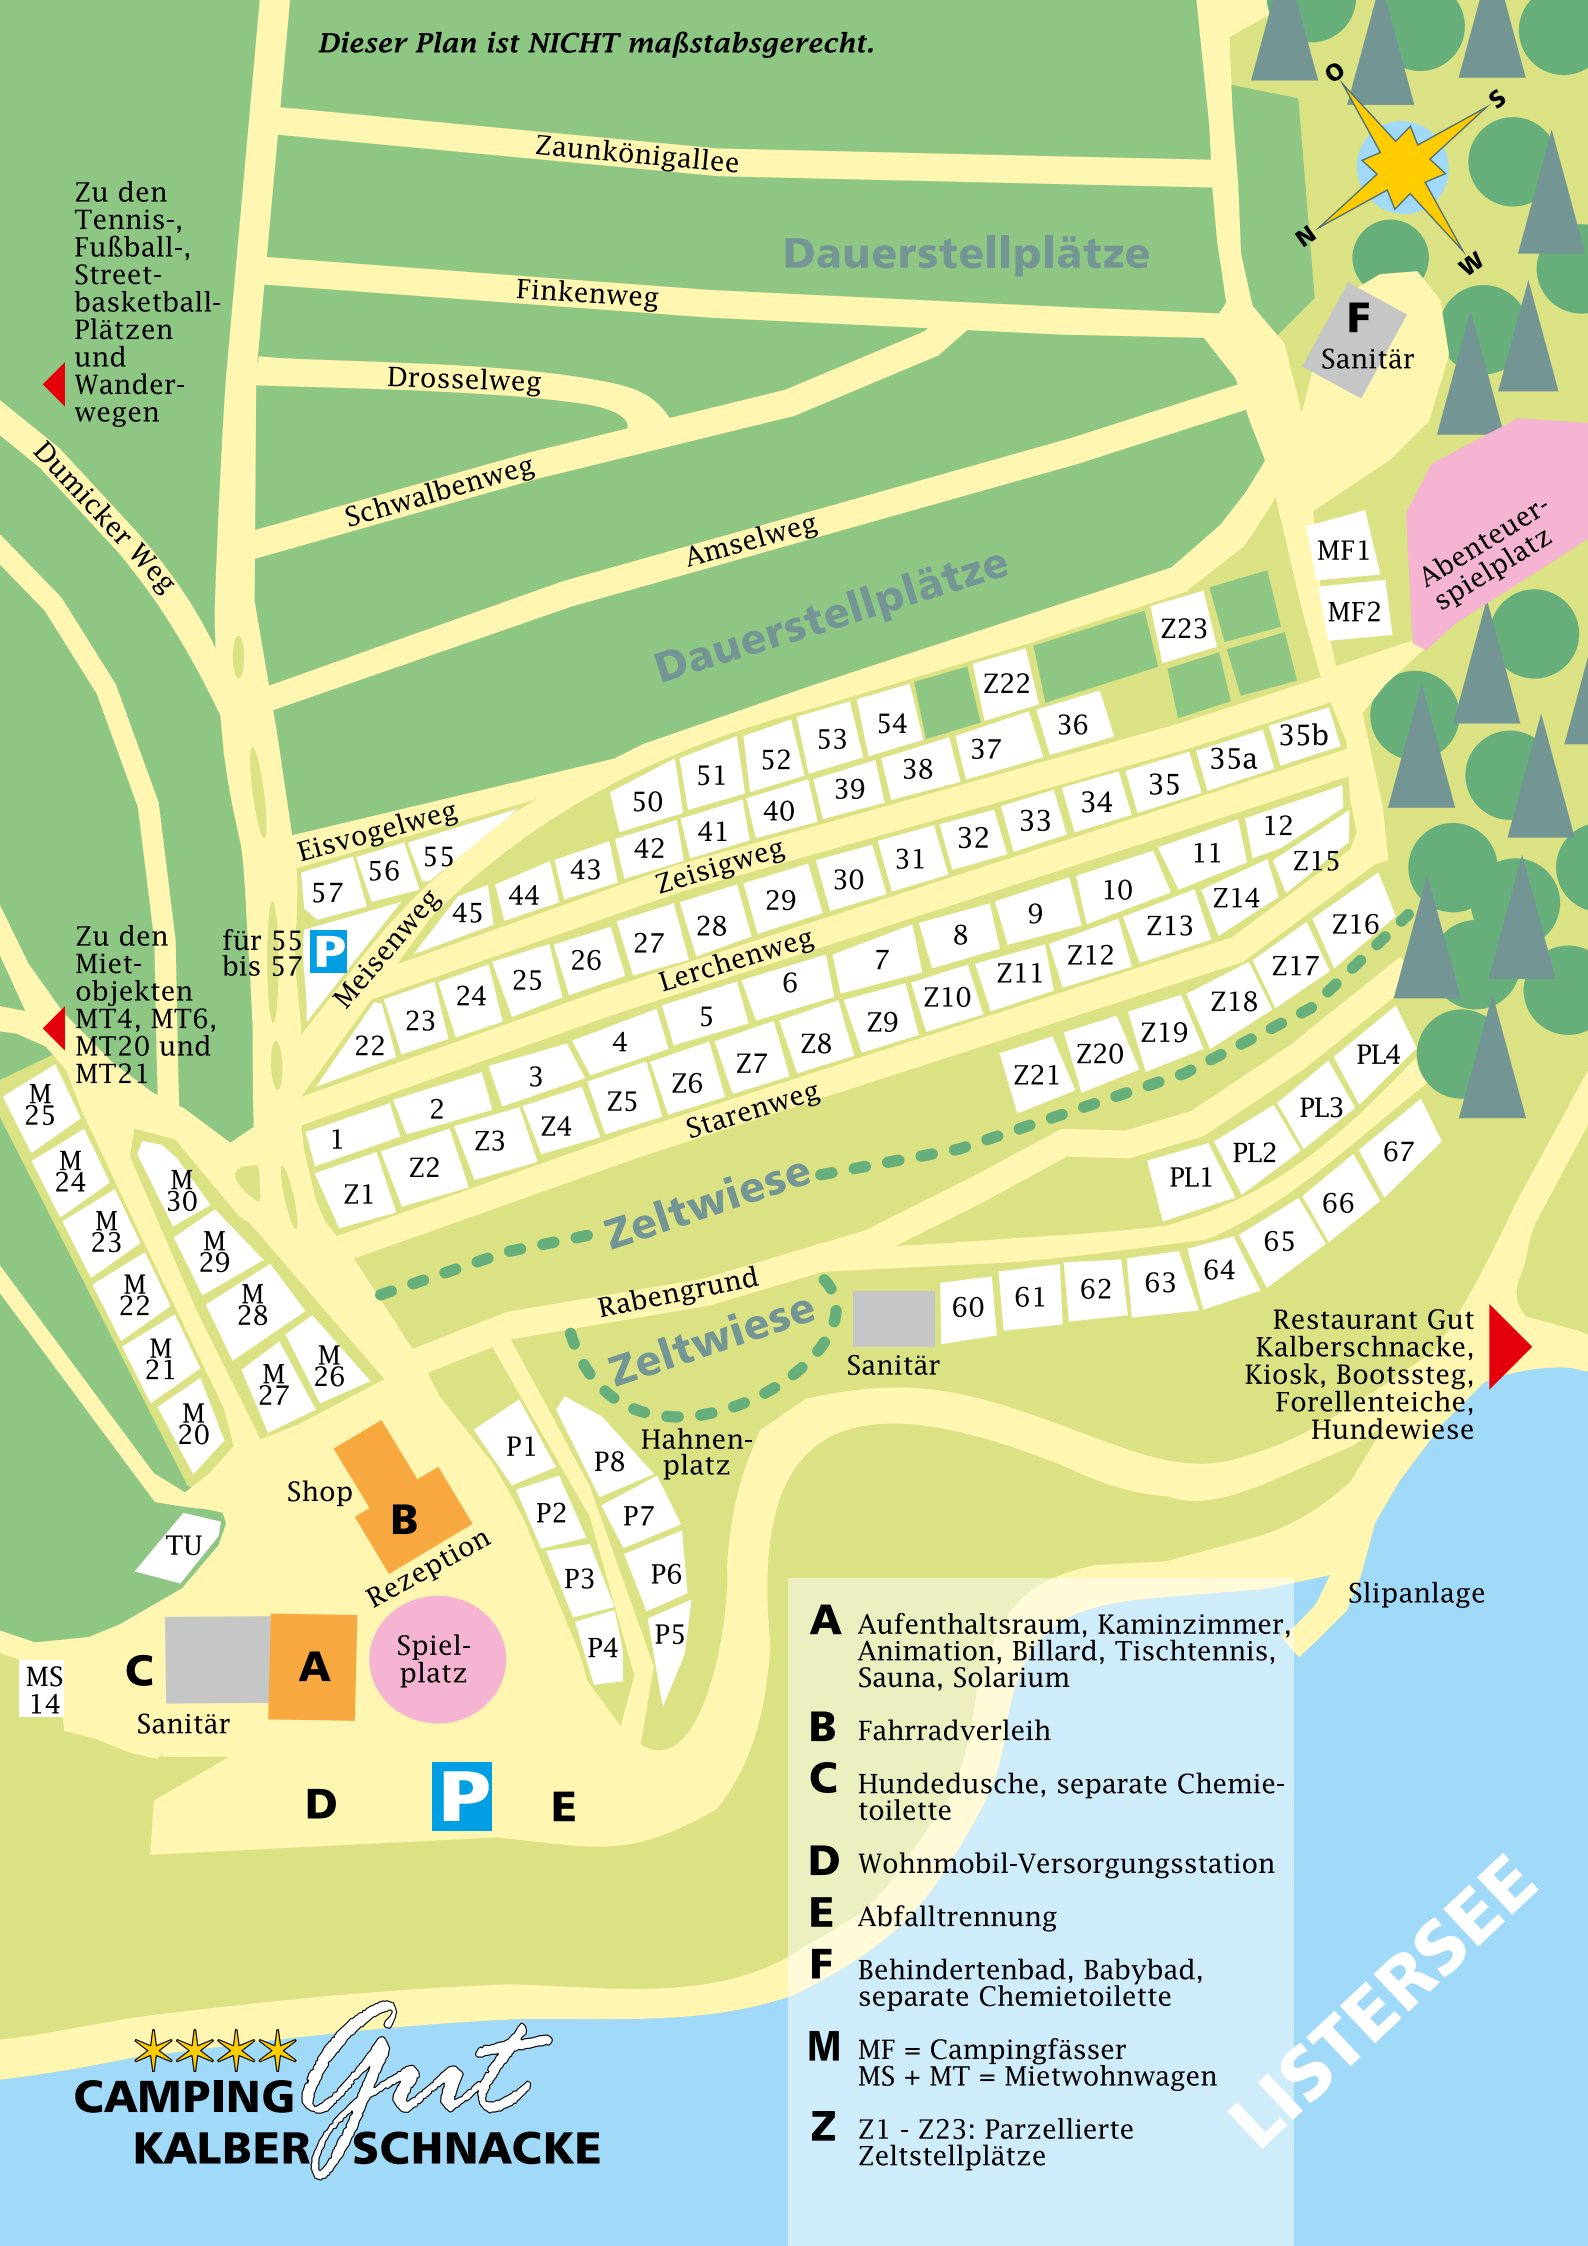 Dieser Plan ist NICHT maßstabsgerecht.
O
S
N
W
Zaunkönigallee
Zu den
Tennis-,
Fußball-,
Street-
basketball-
Plätzen
und
Wander-
wegen
Dauerstellplätze
Finkenweg
F
Sanitär
Drosselweg
Dumicker Weg
Schwalbenweg
Amselweg
Abenteuer-
spielplatz
MF1
MF2
Dauerstellplätze
Z23
Z22
54
53
52
51
50
36
37
38
39
40
41
42
43
44
45
Eisvogelweg
55
56
57
Meisenweg
Zeisigweg
35b
35a
35
34
33
32
31
30
29
28
27
26
25
24
23
22
für 55
bis 57
P
Zu den
Miet-
objekten
MT4, MT6,
MT20 und
MT21
Lerchenweg
12
11
10
9
8
7
6
5
4
3
2
1
Z15
Z14
Z13
Z12
Z11
Z10
Z9
Z8
Z7
Z6
Z5
Z4
Z3
Z2
Z1
Starenweg
Z16
Z17
Z18
Z19
Z20
Z21
PL4
PL3
PL2
PL1
67
66
65
64
63
62
61
60
Zeltwiese
Rabengrund
Zeltwiese
Sanitär
M
25
M
24
M
23
M
22
M
21
M
20
M
30
M
29
M
28
M
27
M
26
Restaurant Gut
Kalberschnacke,
Kiosk, Bootssteg,
Forellenteiche,
Hundewiese
Hahnen-
platz
P1
P2
P3
P4
P8
P7
P6
P5
Shop
B
Rezeption
TU
Spiel-
platz
C
A
Sanitär
MS
14
D
P
E
Slipanlage
A Aufenthaltsraum, Kaminzimmer,
Animation, Billard, Tischtennis,
Sauna, Solarium
B Fahrradverleih
C Hundedusche, separate Chemie-
toilette
D Wohnmobil-Versorgungsstation
E Abfalltrennung
F Behindertenbad, Babybad,
separate Chemietoilette
M MF = Campingfässer
MS + MT = Mietwohnwagen
Z Z1 - Z23: Parzellierte
Zeltstellplätze
LISTERSEE
CAMPING Gut
KALBERSCHNACKE